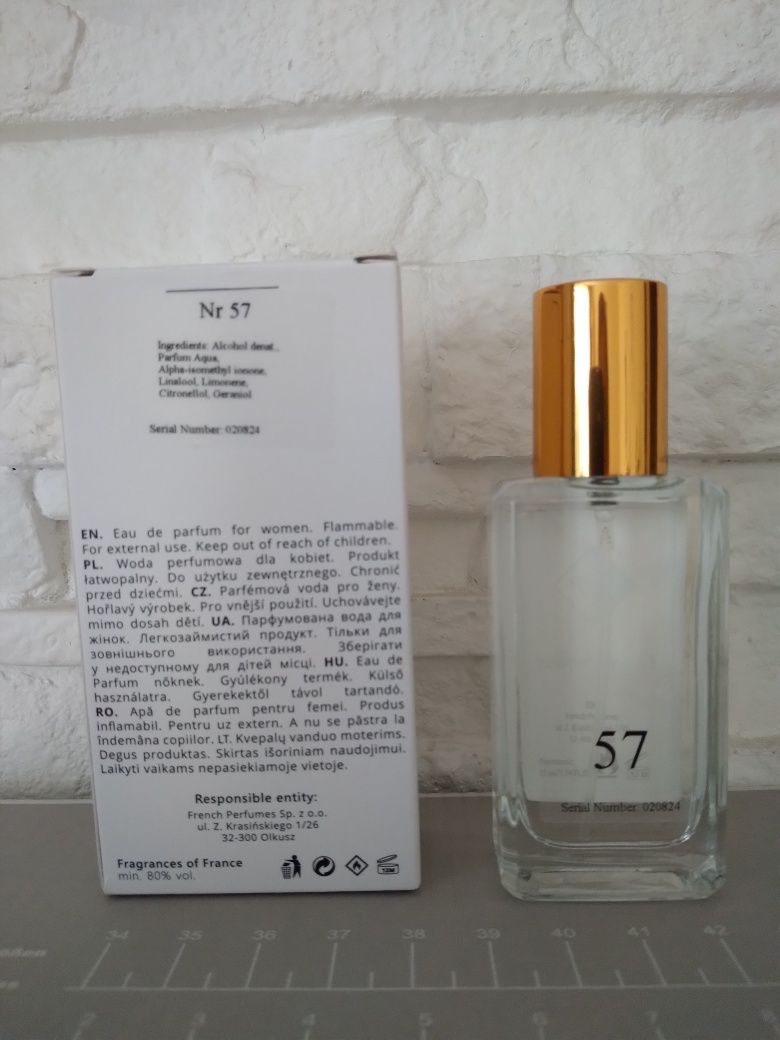 Nr 57
Ingredients: Alcohol denat.,
Parfum Aqua,
Alpha-isomethyl ionone,
Linalool, Limonene,
Citronellol, Geraniol
Serial Number: 020824
EN. Eau de parfum for women. Flammable.
For external use. Keep out of reach of children.
PL. Woda perfumowa dla kobiet. Produkt
łatwopalny. Do użytku zewnętrznego. Chronić
przed dziećmi. CZ. Parfémová voda pro ženy.
Hořlavý výrobek. Pro vnější použití. Uchovávejte
mimo dosah dětí. UA. Парфумована вода для
жінок. Легкозаймистий продукт. Тільки для
зовнішнього використання. Зберігати
у недоступному для дітей місці. HU. Eau de
Parfum nőknek. Gyúlékony termék. Külső
használatra. Gyerekektől távol tartandó.
RO. Apă de parfum pentru femei. Produs
inflamabil. Pentru uz extern. A nu se păstra la
îndemâna copiilor. LT. Kvepalų vanduo moterims.
Degus produktas. Skirtas išoriniam naudojimui.
Laikyti vaikams nepasiekiamoje vietoje.
Responsible entity:
French Perfumes Sp. z o.o.
ul. Z. Krasińskiego 1/26
32-300 Olkusz
Fragrances of France
min. 80% vol.
12M
57
Serial Number: 020824
34 35 36 37 38 39 40 41 42
2 3 4 5 6 7